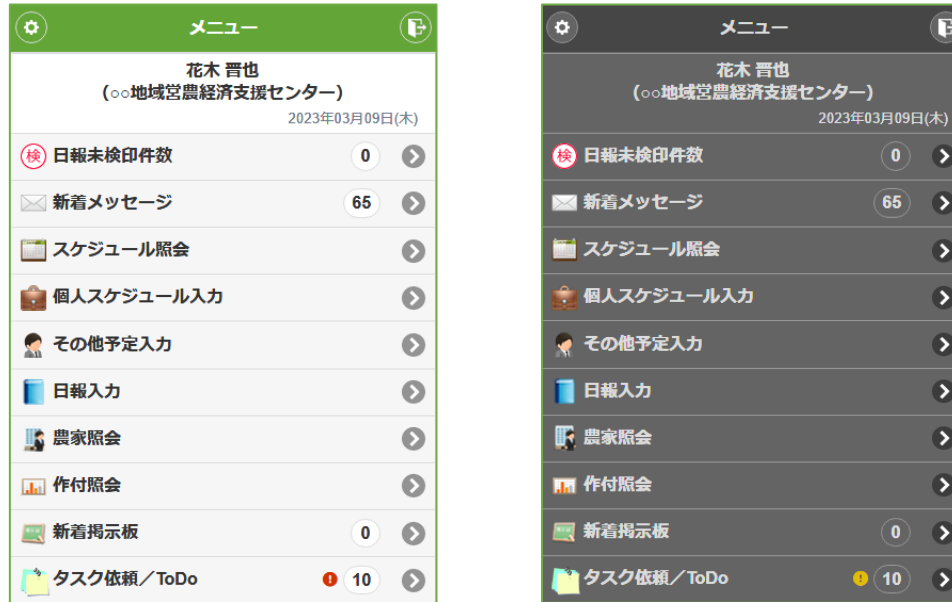 メニュー
花木 晋也
(○○地域営農経済支援センター)
2023年03月09日(木)
検 日報未検印件数 0
新着メッセージ 65
スケジュール照会
個人スケジュール入力
その他予定入力
日報入力
農家照会
作付照会
新着掲示板 0
タスク依頼／ToDo ! 10
メニュー
花木 晋也
(○○地域営農経済支援センター)
2023年03月09日(木)
検 日報未検印件数 0
新着メッセージ 65
スケジュール照会
個人スケジュール入力
その他予定入力
日報入力
農家照会
作付照会
新着掲示板 0
タスク依頼／ToDo ! 10